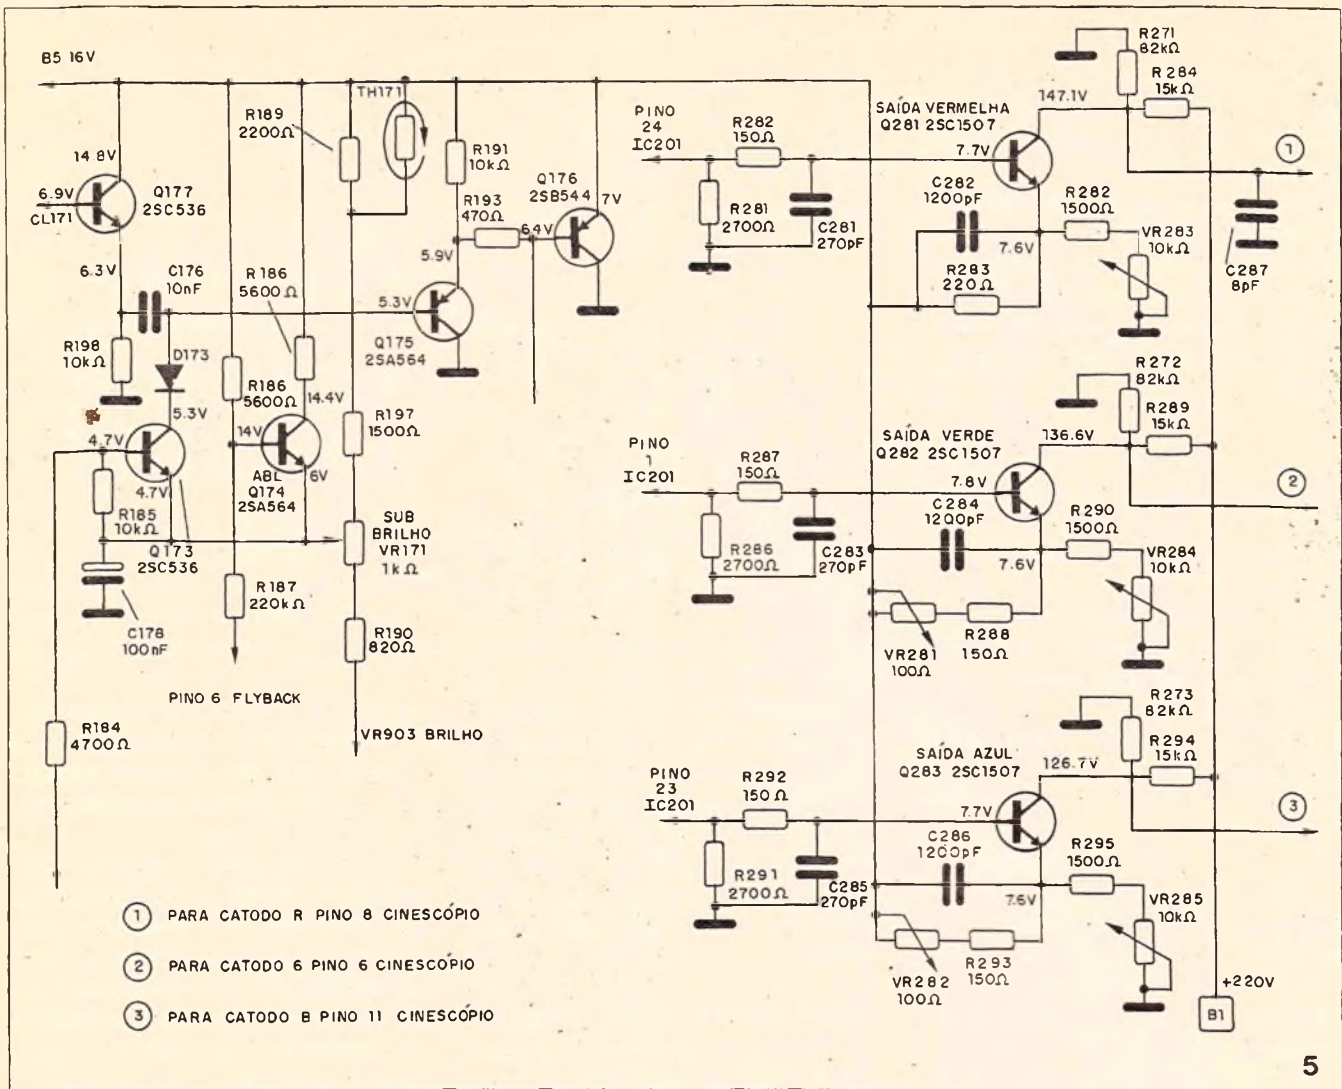 B5 16V
14.8V
6.9V
CL171
Q177
2SC536
6.3V
C176
10nF
R198
10kΩ
D173
5.3V
4.7V
4.7V
R185
10kΩ
Q173
2SC536
C178
100nF
R184
4700Ω
R186
5600Ω
R186
5600Ω
14.4V
14V
ABL
Q174
2SA564
6V
R187
220kΩ
PINO 6 FLYBACK
R189
2200Ω
TH171
R197
1500Ω
SUB
BRILHO
VR171
1kΩ
R190
820Ω
VR903 BRILHO
R191
10kΩ
R193
470Ω
5.9V
5.3V
Q175
2SA564
Q176
2SB544
64V
7V
PINO
24
IC201
R282
150Ω
R281
2700Ω
C281
270pF
SAÍDA VERMELHA
Q281 2SC1507
7.7V
147.1V
R271
82kΩ
R284
15kΩ
C282
1200pF
7.6V
R283
220Ω
R282
1500Ω
VR283
10kΩ
C287
8pF
1
PINO
1
IC201
R287
150Ω
R286
2700Ω
C283
270pF
SAÍDA VERDE
Q282 2SC1507
7.8V
136.6V
R272
82kΩ
R289
15kΩ
C284
1200pF
7.6V
R290
1500Ω
VR284
10kΩ
VR281
100Ω
R288
150Ω
2
PINO
23
IC201
R292
150Ω
R291
2700Ω
C285
270pF
SAÍDA AZUL
Q283 2SC1507
7.7V
126.7V
R273
82kΩ
R294
15kΩ
C286
1200pF
7.6V
R295
1500Ω
VR285
10kΩ
VR282
100Ω
R293
150Ω
3
+220V
B1
1 PARA CATODO R PINO 8 CINESCÓPIO
2 PARA CATODO 6 PINO 6 CINESCÓPIO
3 PARA CATODO B PINO 11 CINESCÓPIO
5